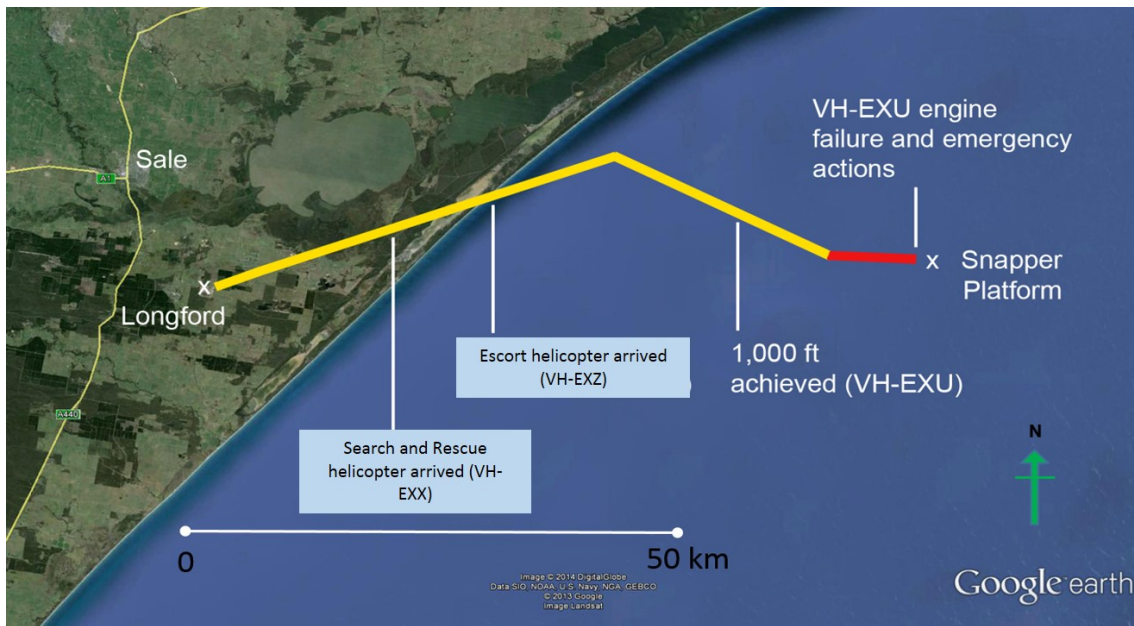 VH-EXU engine
failure and emergency
actions
Sale
A1
x
Longford
x Snapper
Platform
Escort helicopter arrived
(VH-EXZ)
1,000 ft
achieved (VH-EXU)
Search and Rescue
helicopter arrived (VH-
EXX)
A440
N
0
50 km
Image © 2014 DigitalGlobe
Data SIO, NOAA, U.S. Navy, NGA, GEBCO
© 2013 Google
Image Landsat
Google earth